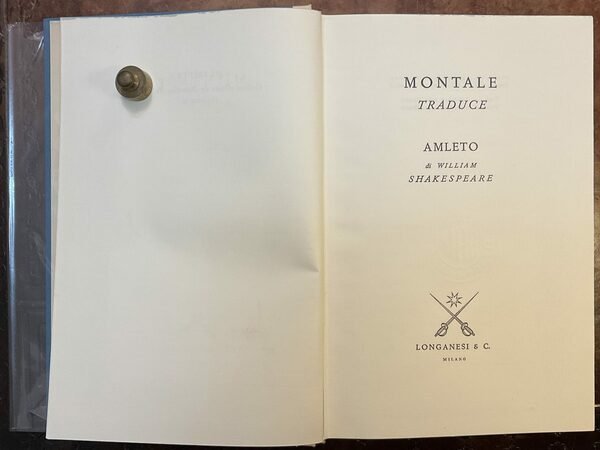 MONTALE
TRADUCE
AMLETO
di WILLIAM
SHAKESPEARE
LONGANESI & C.
MILANO